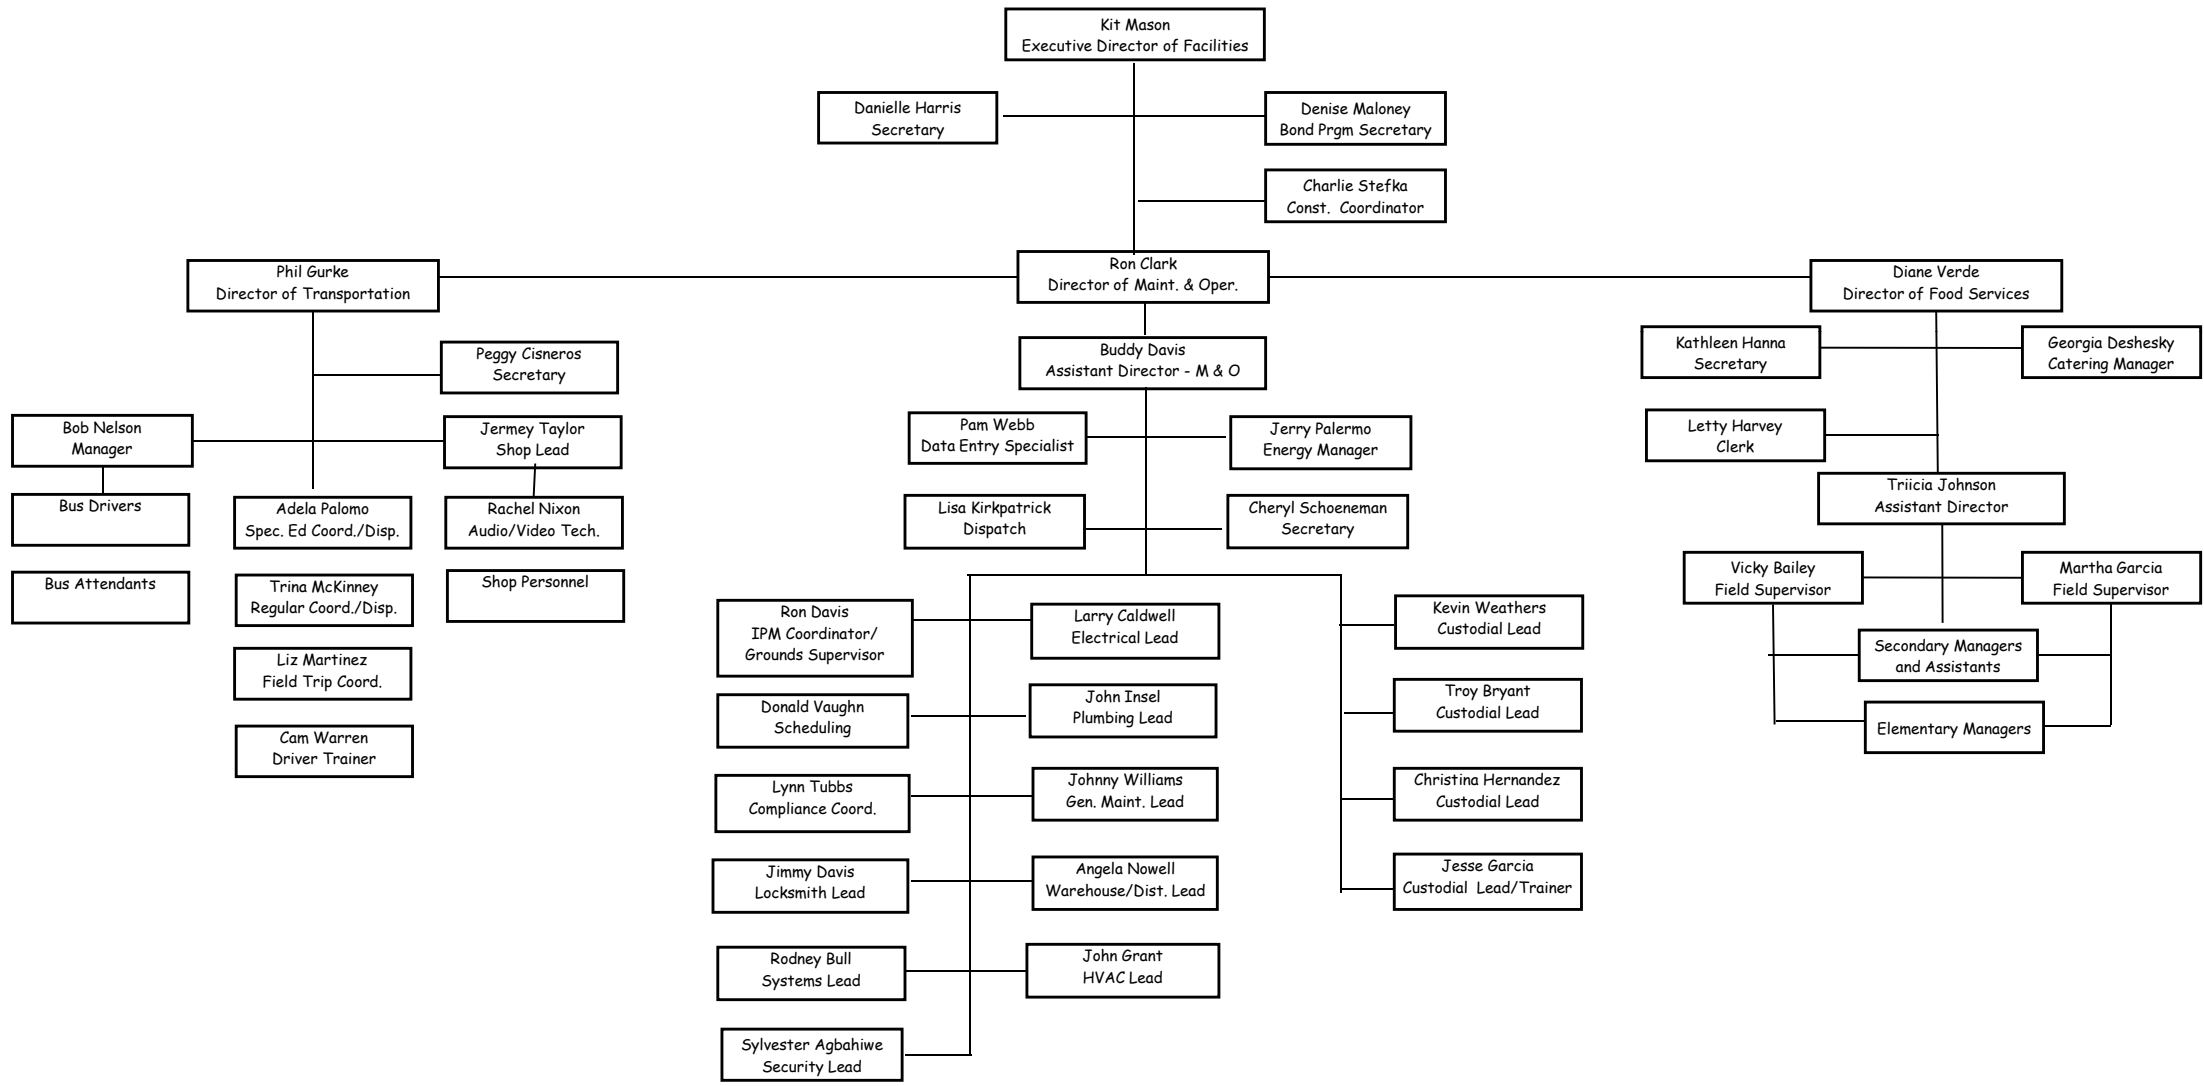 Kit Mason
Executive Director of Facilities
Danielle Harris
Secretary
Denise Maloney
Bond Prgm Secretary
Charlie Stefka
Const.  Coordinator
Phil Gurke
Director of Transportation
Ron Clark
Director of Maint. & Oper.
Diane Verde
Director of Food Services
Peggy Cisneros
Secretary
Bob Nelson
Manager
Jermey Taylor
Shop Lead
Bus Drivers
Adela Palomo
Spec. Ed Coord./Disp.
Rachel Nixon
Audio/Video Tech.
Bus Attendants
Trina McKinney
Regular Coord./Disp.
Shop Personnel
Liz Martinez
Field Trip Coord.
Cam Warren
Driver Trainer
Buddy Davis
Assistant Director - M & O
Pam Webb
Data Entry Specialist
Jerry Palermo
Energy Manager
Lisa Kirkpatrick
Dispatch
Cheryl Schoeneman
Secretary
Ron Davis
IPM Coordinator/
Grounds Supervisor
Larry Caldwell
Electrical Lead
Kevin Weathers
Custodial Lead
Donald Vaughn
Scheduling
John Insel
Plumbing Lead
Troy Bryant
Custodial Lead
Lynn Tubbs
Compliance Coord.
Johnny Williams
Gen. Maint. Lead
Christina Hernandez
Custodial Lead
Jimmy Davis
Locksmith Lead
Angela Nowell
Warehouse/Dist. Lead
Jesse Garcia
Custodial  Lead/Trainer
Rodney Bull
Systems Lead
John Grant
HVAC Lead
Sylvester Agbahiwe
Security Lead
Kathleen Hanna
Secretary
Georgia Deshesky
Catering Manager
Letty Harvey
Clerk
Triicia Johnson
Assistant Director
Vicky Bailey
Field Supervisor
Martha Garcia
Field Supervisor
Secondary Managers
and Assistants
Elementary Managers